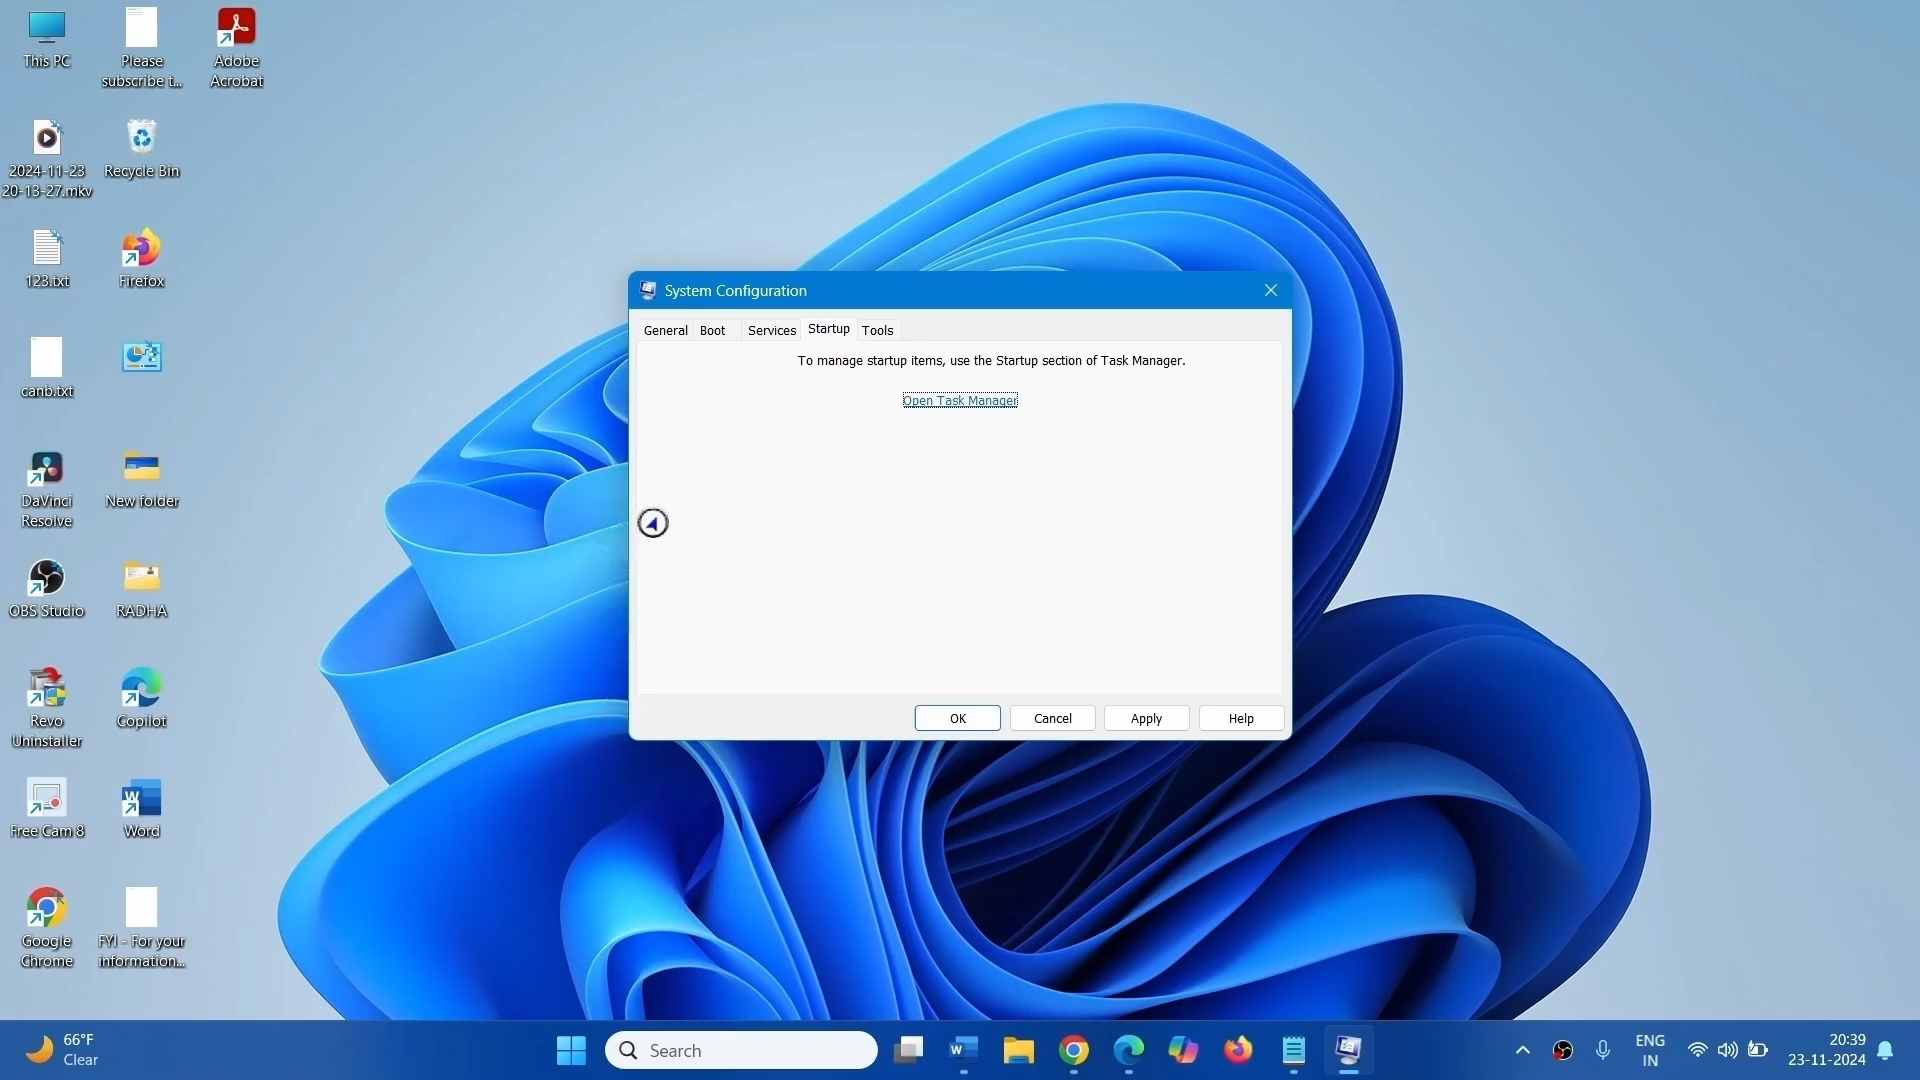 This PC
Please
subscribe t...
Adobe
Acrobat
2024-11-23
20-13-27.mkv
Recycle Bin
123.txt
Firefox
canb.txt
DaVinci
Resolve
New folder
OBS Studio
RADHA
Revo
Uninstaller
Copilot
Free Cam 8
Word
Google
Chrome
FYI - For your
information...
System Configuration
General
Boot
Services
Startup
Tools
To manage startup items, use the Startup section of Task Manager.
Open Task Manager
OK
Cancel
Apply
Help
66°F
Clear
Search
ENG
IN
20:39
23-11-2024